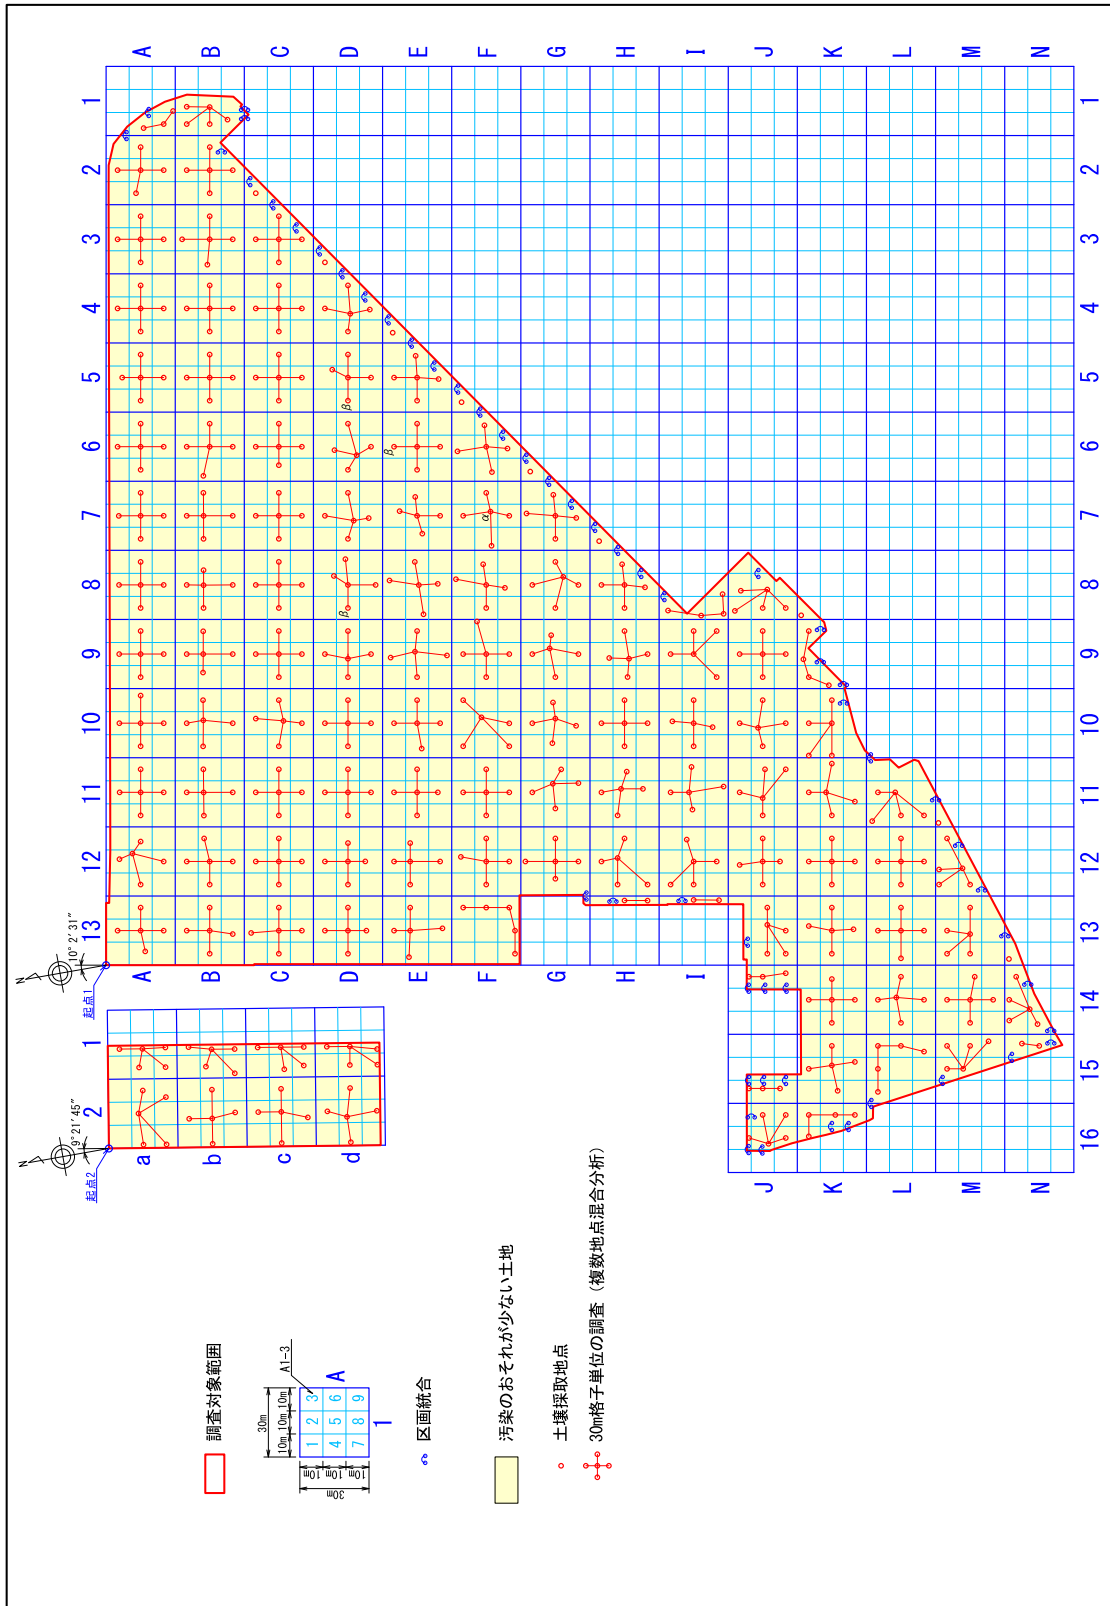 A B C D E F G H I J K L M N
1 2 3 4 5 6 7 8 9 10 11 12 13
1 2 3 4 5 6 7 8 9 10 11 12 13 14 15 16
A B C D E F G H I
J K L M N
β
β
β
α
N
10°2′31″
起点1
1 2
a b c d
N
9°21′45″
起点2
調査対象範囲
30m
10m 10m 10m
A1-3
1 2 3
4 5 6
7 8 9
A
1
10m 10m 10m
30m
区画統合
汚染のおそれが少ない土地
土壌採取地点
30m格子単位の調査（複数地点混合分析）